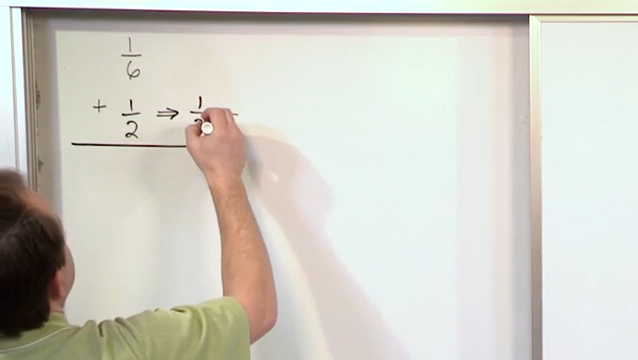 1/6
+ 1/2 ⇒ 1/